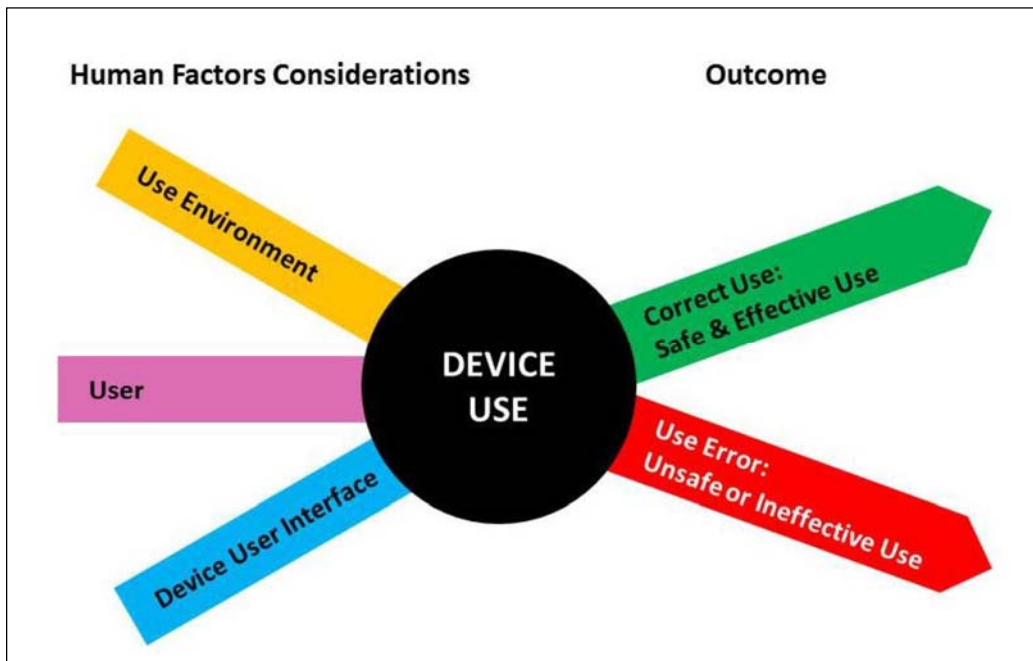 Human Factors Considerations
Outcome
Use Environment
User
Device User Interface
DEVICE
USE
Correct Use:
Safe & Effective Use
Use Error:
Unsafe or Ineffective Use